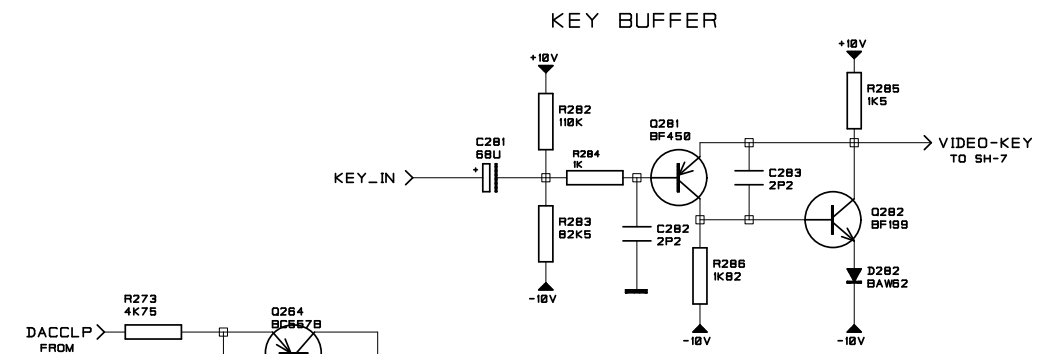 KEY BUFFER
+10V
+10V
R285
1K5
R282
110K
Q281
BF450
C281
68U
+
R284
1K
VIDEO-KEY
TO SH-7
KEY_IN
C283
2P2
R283
82K5
C282
2P2
Q282
BF199
R286
1K82
D282
BAW62
-10V
R273
4K75
Q264
BC557B
DACCLP
FROM
-10V
-10V